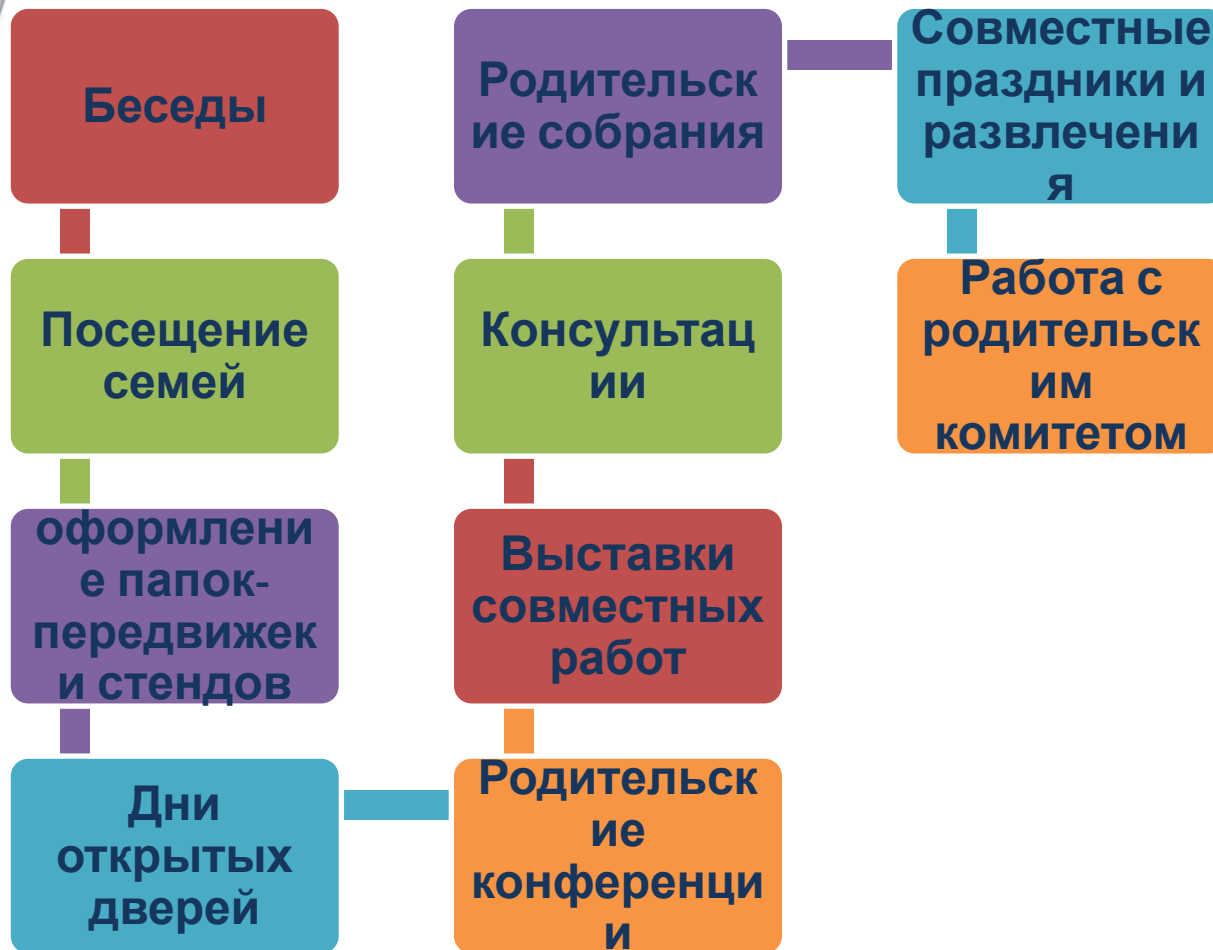 Беседы
Посещение
семей
оформлени
е папок-
передвижек
и стендов
Дни
открытых
дверей
Родительск
ие
конференци
и
Выставки
совместных
работ
Консультац
ии
Родительск
ие собрания
Совместные
праздники и
развлечени
я
Работа с
родительск
им
комитетом